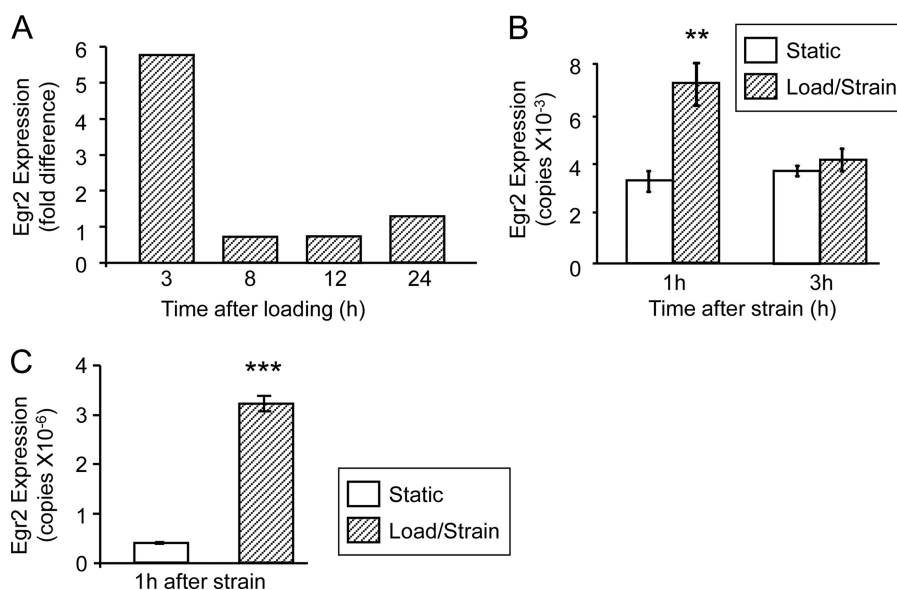 A
Egr2 Expression
(fold difference)
6
5
4
3
2
1
0
3 8 12 24
Time after loading (h)
B
Egr2 Expression
(copies X10-3)
8
6
4
2
0
**
Static
Load/Strain
1h 3h
Time after strain (h)
C
Egr2 Expression
(copies X10-6)
4
3
2
1
0
***
1h after strain
Static
Load/Strain